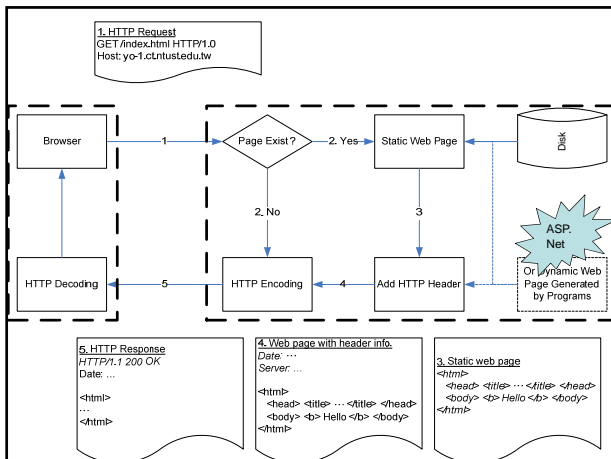 1. HTTP Request
GET /index.html HTTP/1.0
Host: yo-1.ct.ntust.edu.tw
Browser
1
Page Exist?
2. Yes
Static Web Page
Disk
2. No
3
ASP.
Net
HTTP Decoding
5
HTTP Encoding
4
Add HTTP Header
Or Dynamic Web
Page Generated
by Programs
5. HTTP Response
HTTP/1.1 200 OK
Date: ...
<html>
...
</html>
4. Web page with header info.
Date: ...
Server: ...
<html>
<head> <title> ... </title> </head>
<body> <b> Hello </b> </body>
</html>
3. Static web page
<html>
<head> <title> ... </title> </head>
<body> <b> Hello </b> </body>
</html>